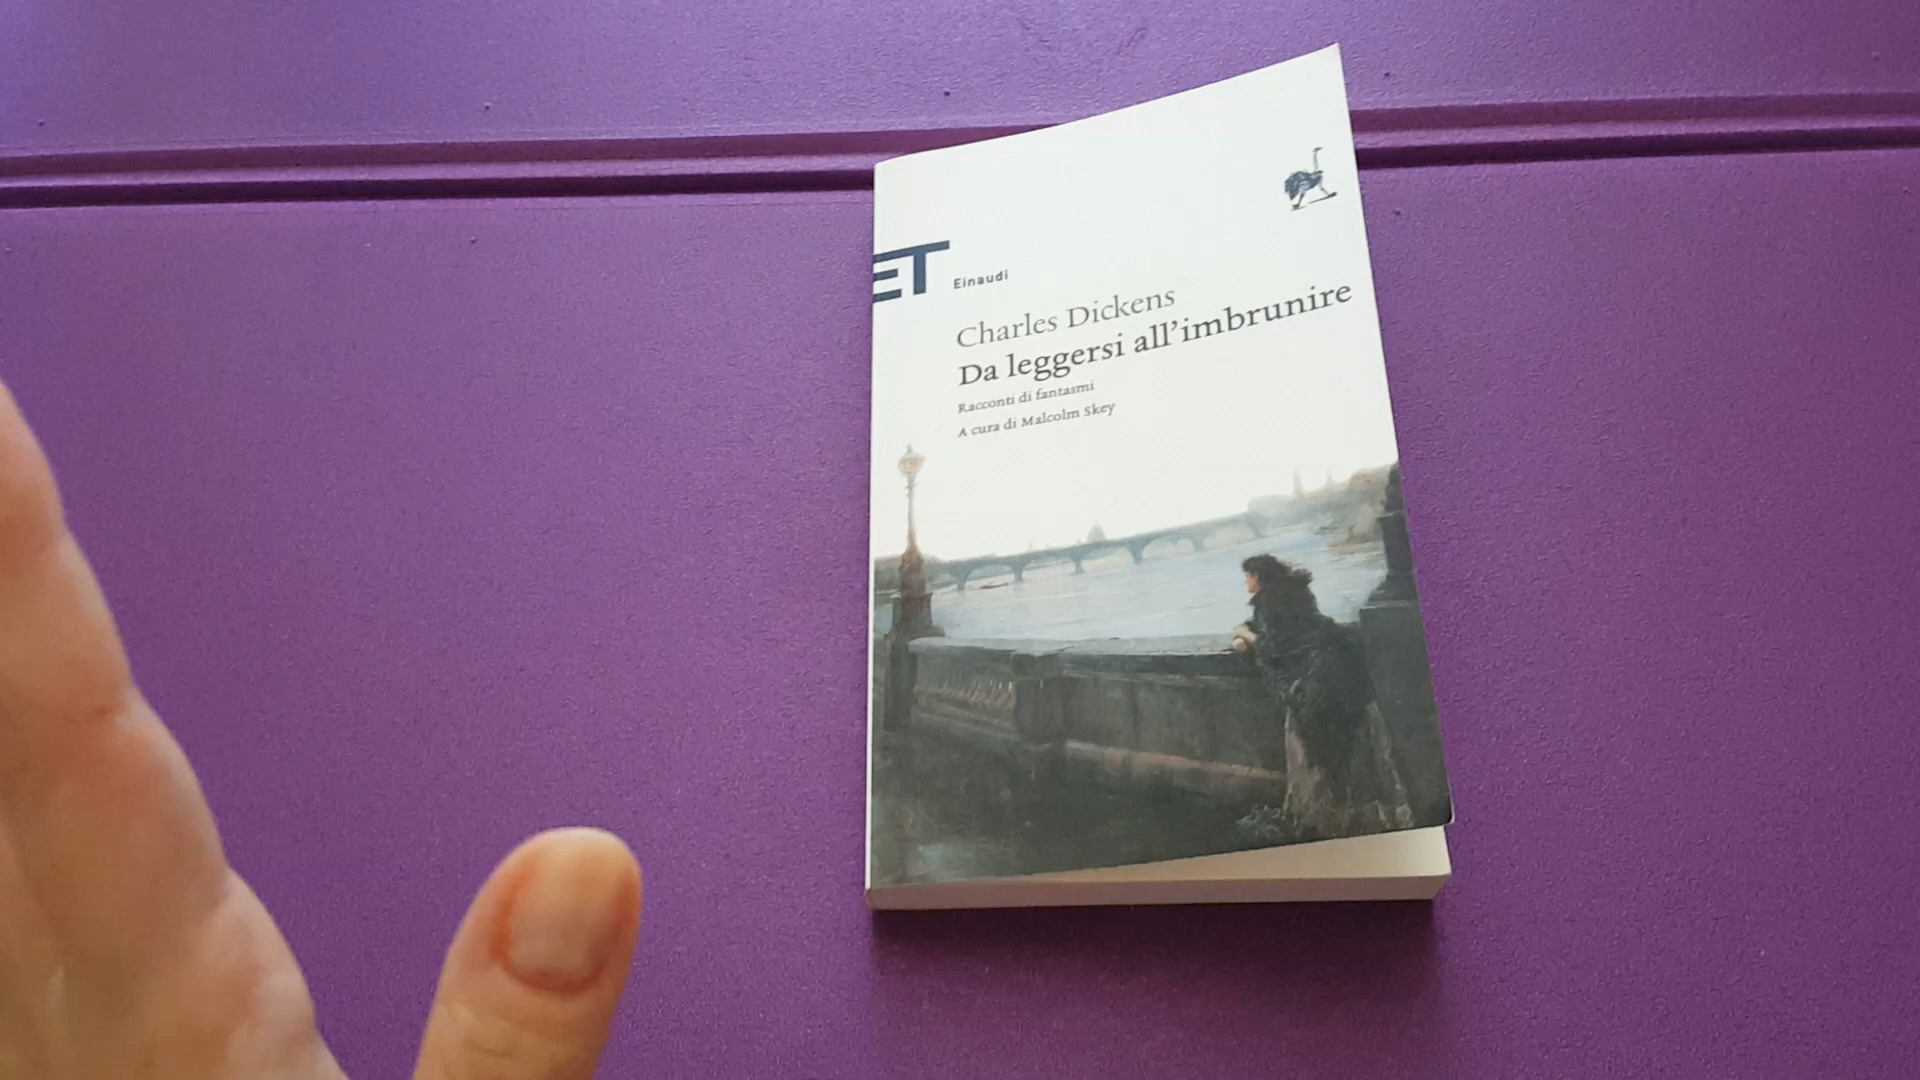 ET Einaudi
Charles Dickens
Da leggersi all'imbrunire
Racconti di fantasmi
A cura di Malcolm Skey